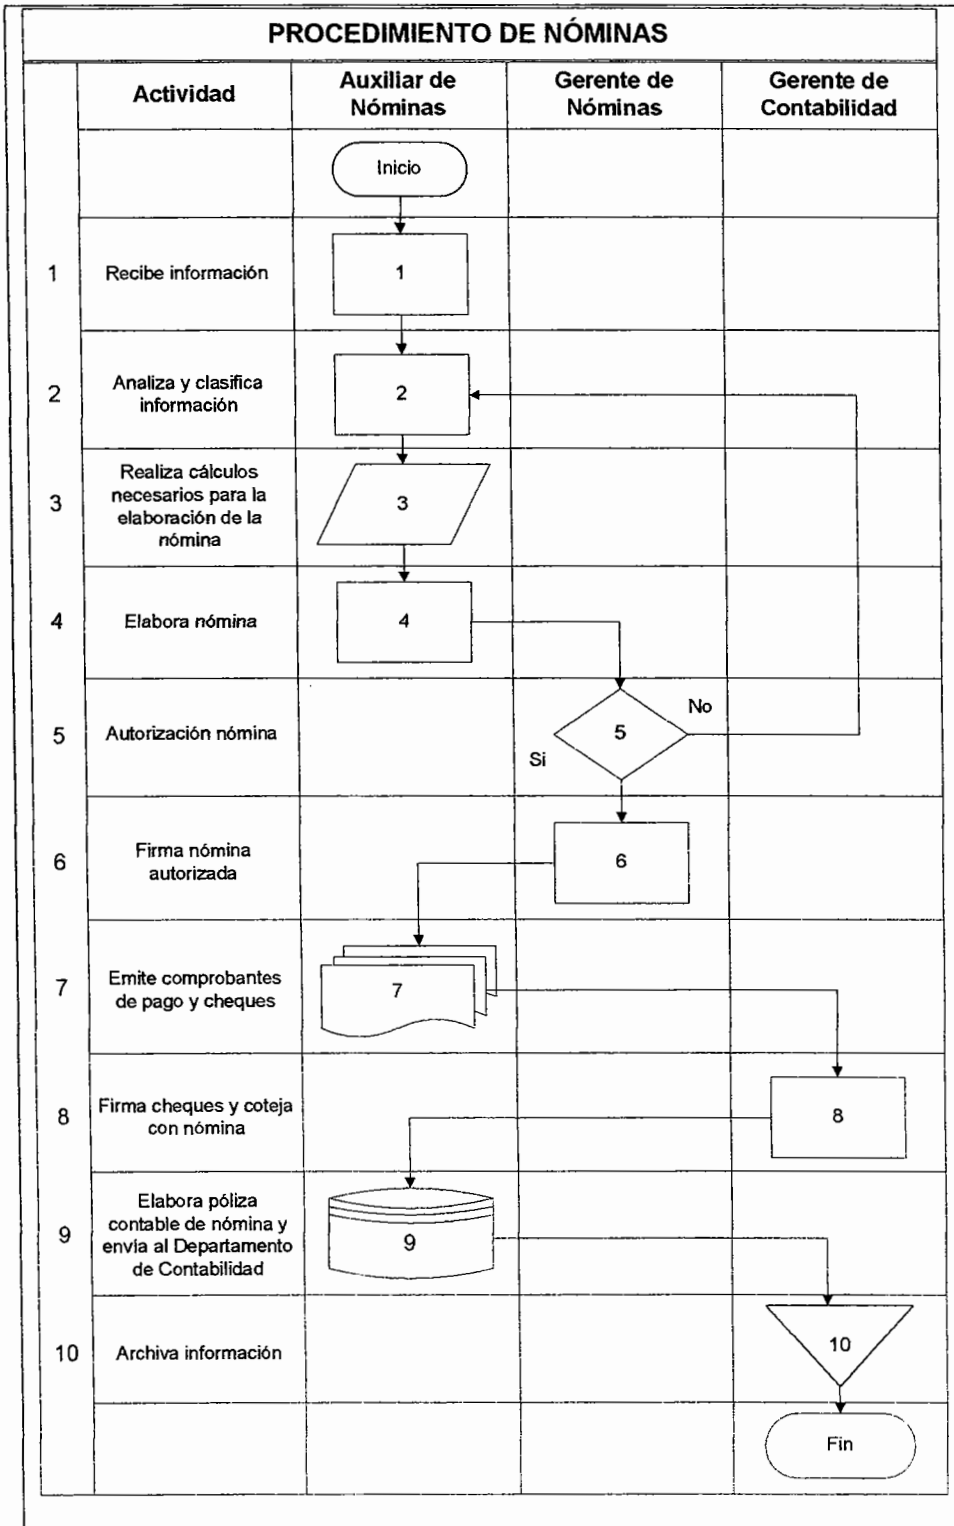 PROCEDIMIENTO DE NÓMINAS
Actividad
Auxiliar de
Nóminas
Gerente de
Nóminas
Gerente de
Contabilidad
Inicio
1
Recibe información
1
2
Analiza y clasifica
información
2
3
Realiza cálculos
necesarios para la
elaboración de la
nómina
3
4
Elabora nómina
4
5
Autorización nómina
5
No
Si
6
Firma nómina
autorizada
6
7
Emite comprobantes
de pago y cheques
7
8
Firma cheques y coteja
con nómina
8
9
Elabora póliza
contable de nómina y
envía al Departamento
de Contabilidad
9
10
Archiva información
10
Fin